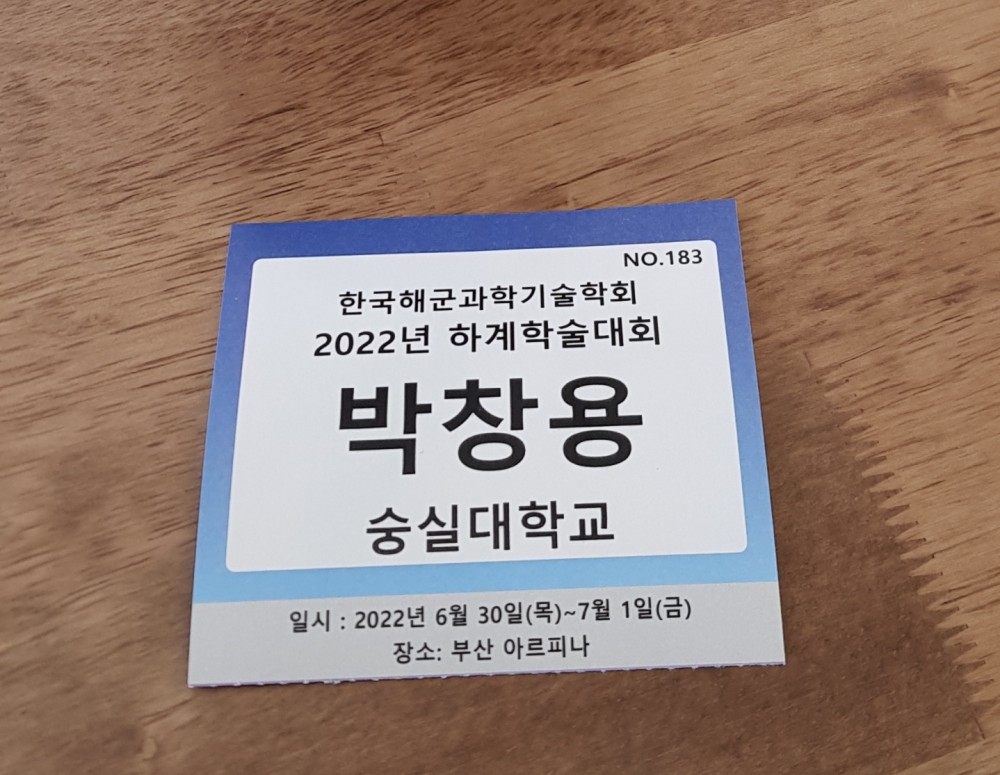 NO.183
한국해군과학기술학회
2022년 하계학술대회
박창용
숭실대학교
일시 : 2022년 6월 30일(목)~7월 1일(금)
장소: 부산 아르피나